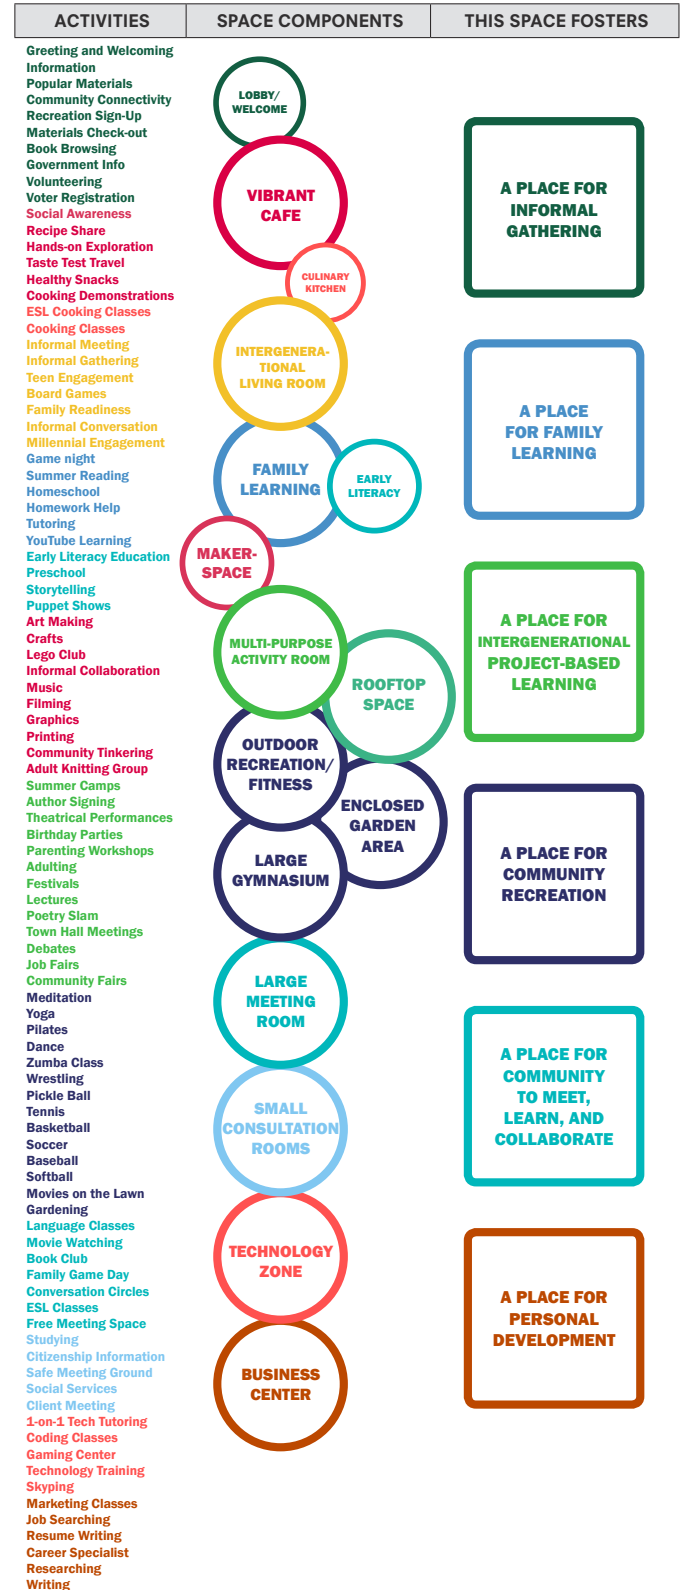 ACTIVITIES
SPACE COMPONENTS
THIS SPACE FOSTERS
Greeting and Welcoming
Information
Popular Materials
Community Connectivity
Recreation Sign-Up
Materials Check-out
Book Browsing
Government Info
Volunteering
Voter Registration
Social Awareness
Recipe Share
Hands-on Exploration
Taste Test Travel
Healthy Snacks
Cooking Demonstrations
ESL Cooking Classes
Cooking Classes
Informal Meeting
Informal Gathering
Teen Engagement
Board Games
Family Readiness
Informal Conversation
Millennial Engagement
Game night
Summer Reading
Homeschool
Homework Help
Tutoring
YouTube Learning
Early Literacy Education
Preschool
Storytelling
Puppet Shows
Art Making
Crafts
Lego Club
Informal Collaboration
Music
Filming
Graphics
Printing
Community Tinkering
Adult Knitting Group
Summer Camps
Author Signing
Theatrical Performances
Birthday Parties
Parenting Workshops
Adulting
Festivals
Lectures
Poetry Slam
Town Hall Meetings
Debates
Job Fairs
Community Fairs
Meditation
Yoga
Pilates
Dance
Zumba Class
Wrestling
Pickle Ball
Tennis
Basketball
Soccer
Baseball
Softball
Movies on the Lawn
Gardening
Language Classes
Movie Watching
Book Club
Family Game Day
Conversation Circles
ESL Classes
Free Meeting Space
Studying
Citizenship Information
Safe Meeting Ground
Social Services
Client Meeting
1-on-1 Tech Tutoring
Coding Classes
Gaming Center
Technology Training
Skyping
Marketing Classes
Job Searching
Resume Writing
Career Specialist
Researching
Writing
LOBBY/
WELCOME
VIBRANT
CAFE
CULINARY
KITCHEN
INTERGENERA-
TIONAL
LIVING ROOM
FAMILY
LEARNING
EARLY
LITERACY
MAKER-
SPACE
MULTI-PURPOSE
ACTIVITY ROOM
ROOFTOP
SPACE
OUTDOOR
RECREATION/
FITNESS
ENCLOSED
GARDEN
AREA
LARGE
GYMNASIUM
LARGE
MEETING
ROOM
SMALL
CONSULTATION
ROOMS
TECHNOLOGY
ZONE
BUSINESS
CENTER
A PLACE FOR
INFORMAL
GATHERING
A PLACE
FOR FAMILY
LEARNING
A PLACE FOR
INTERGENERATIONAL
PROJECT-BASED
LEARNING
A PLACE FOR
COMMUNITY
RECREATION
A PLACE FOR
COMMUNITY
TO MEET,
LEARN, AND
COLLABORATE
A PLACE FOR
PERSONAL
DEVELOPMENT